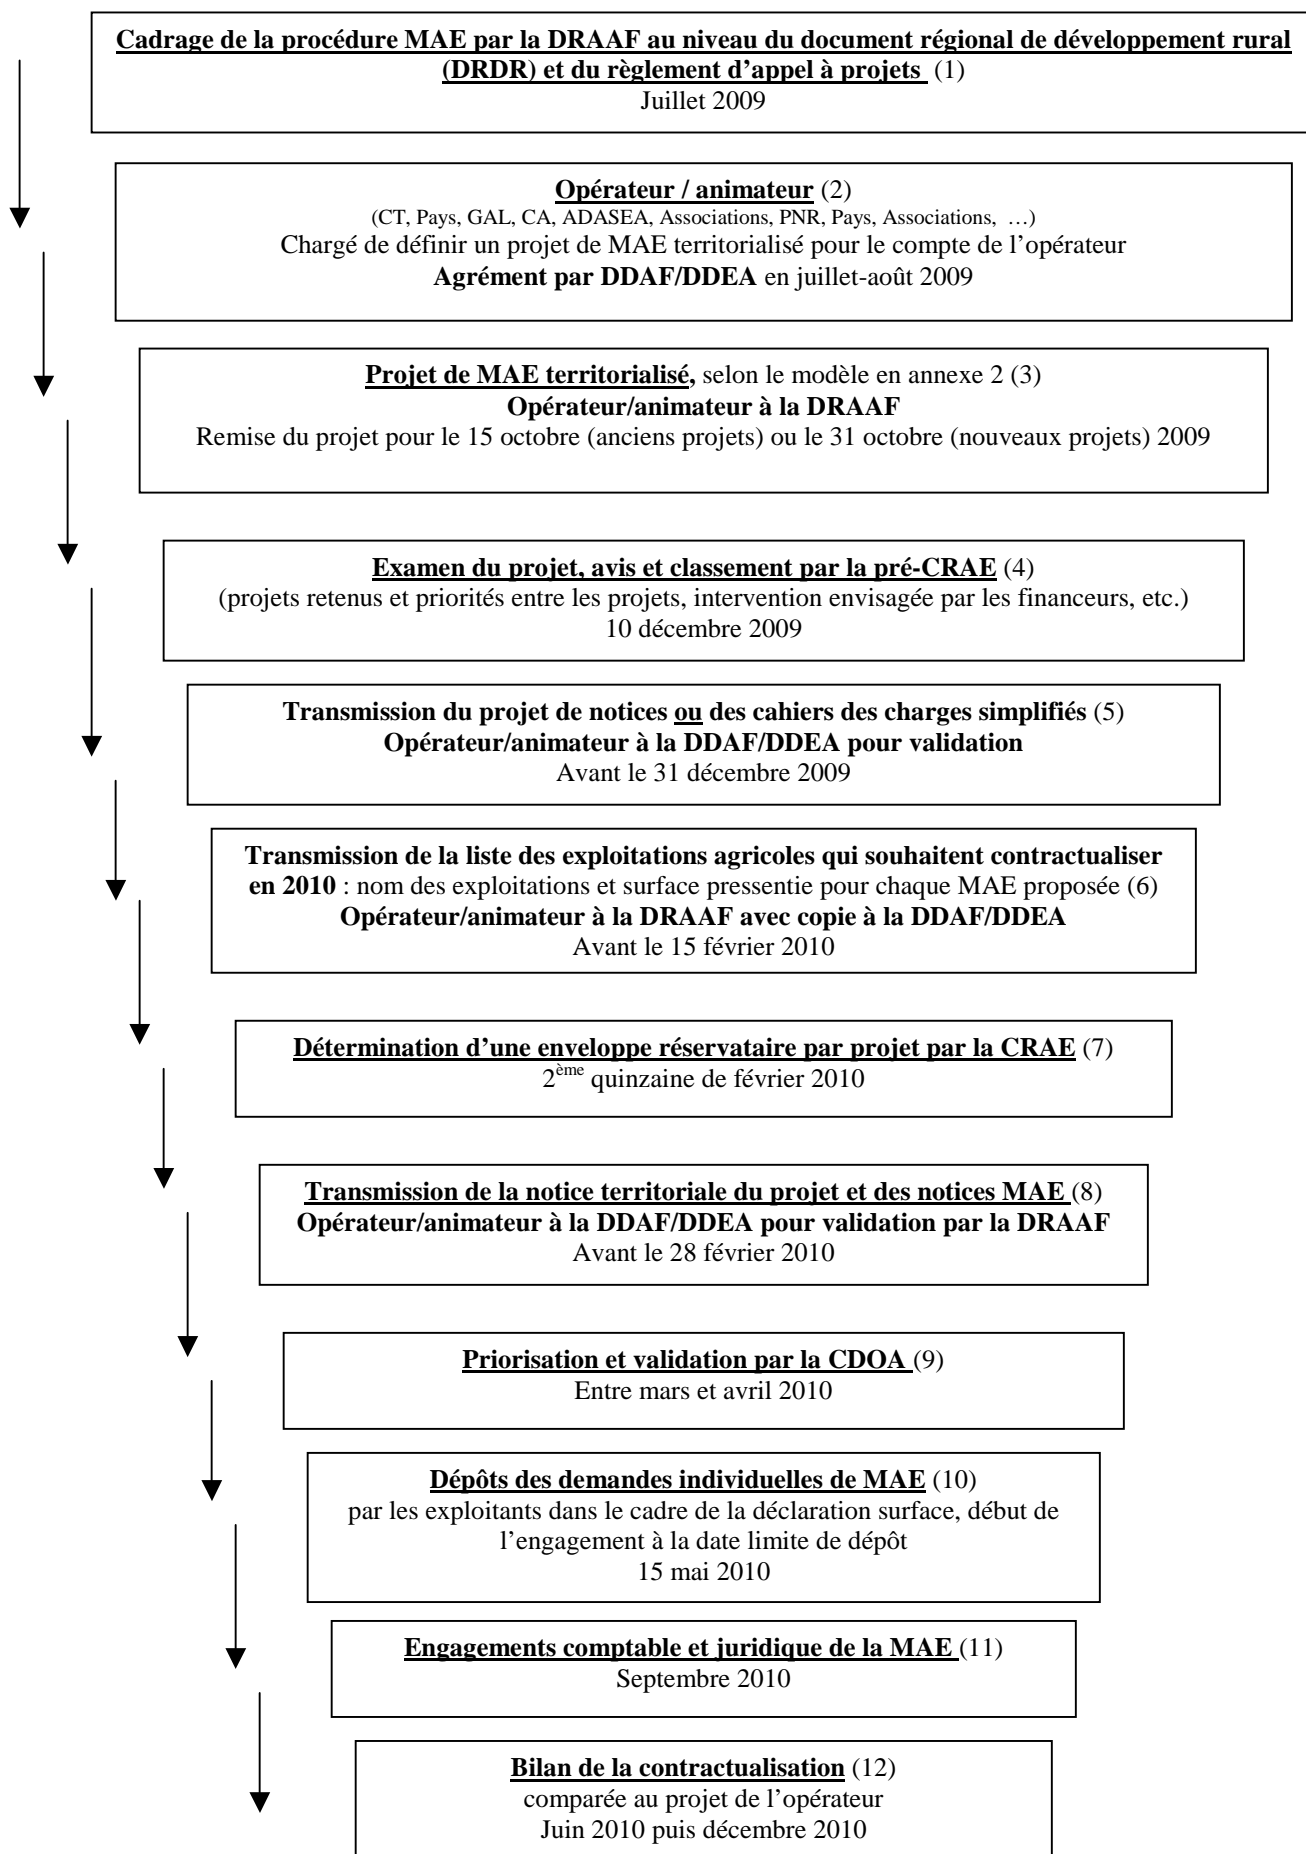 Cadrage de la procédure MAE par la DRAAF au niveau du document régional de développement rural
(DRDR) et du règlement d’appel à projets (1)
Juillet 2009
Opérateur / animateur (2)
(CT, Pays, GAL, CA, ADASEA, Associations, PNR, Pays, Associations, …)
Chargé de définir un projet de MAE territorialisé pour le compte de l’opérateur
Agrément par DDAF/DDEA en juillet-août 2009
Projet de MAE territorialisé, selon le modèle en annexe 2 (3)
Opérateur/animateur à la DRAAF
Remise du projet pour le 15 octobre (anciens projets) ou le 31 octobre (nouveaux projets) 2009
Examen du projet, avis et classement par la pré-CRAE (4)
(projets retenus et priorités entre les projets, intervention envisagée par les financeurs, etc.)
10 décembre 2009
Transmission du projet de notices ou des cahiers des charges simplifiés (5)
Opérateur/animateur à la DDAF/DDEA pour validation
Avant le 31 décembre 2009
Transmission de la liste des exploitations agricoles qui souhaitent contractualiser
en 2010 : nom des exploitations et surface pressentie pour chaque MAE proposée (6)
Opérateur/animateur à la DRAAF avec copie à la DDAF/DDEA
Avant le 15 février 2010
Détermination d’une enveloppe réservataire par projet par la CRAE (7)
2ème quinzaine de février 2010
Transmission de la notice territoriale du projet et des notices MAE (8)
Opérateur/animateur à la DDAF/DDEA pour validation par la DRAAF
Avant le 28 février 2010
Priorisation et validation par la CDOA (9)
Entre mars et avril 2010
Dépôts des demandes individuelles de MAE (10)
par les exploitants dans le cadre de la déclaration surface, début de
l’engagement à la date limite de dépôt
15 mai 2010
Engagements comptable et juridique de la MAE (11)
Septembre 2010
Bilan de la contractualisation (12)
comparée au projet de l’opérateur
Juin 2010 puis décembre 2010